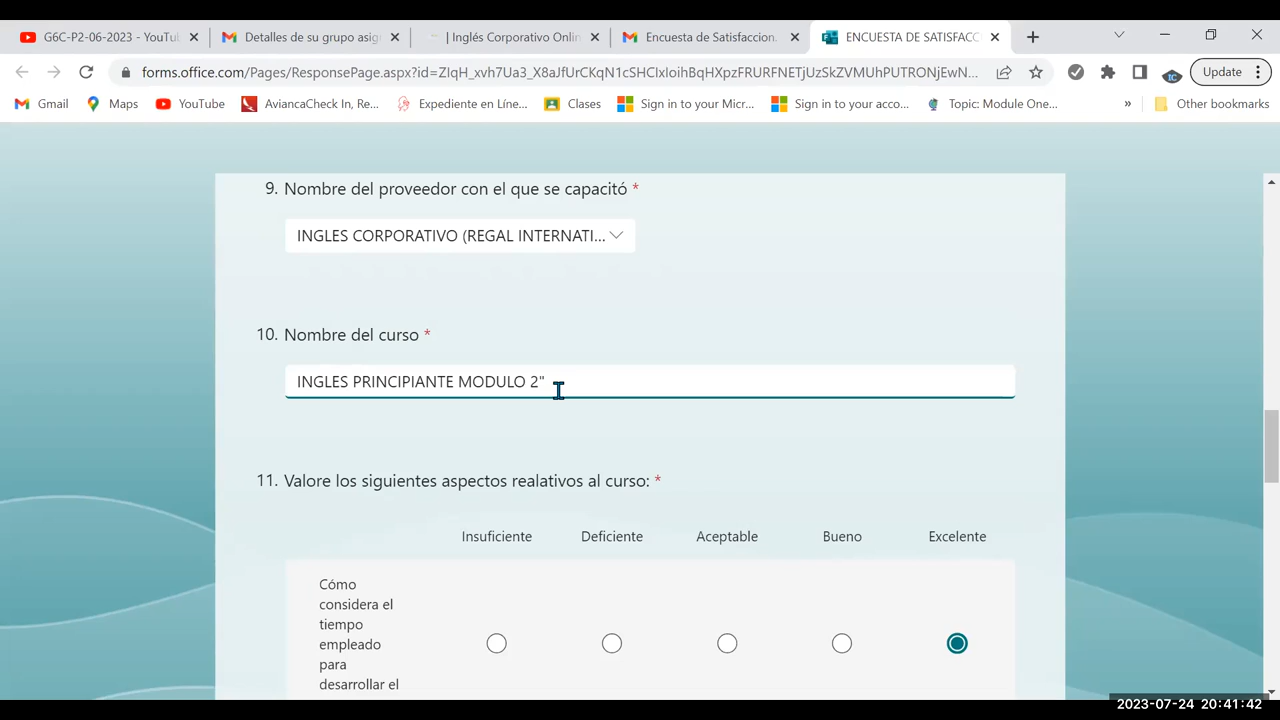 G6C-P2-06-2023 - YouTu
Detalles de su grupo asig
| Inglés Corporativo Onlin
Encuesta de Satisfaccion.
ENCUESTA DE SATISFACC
forms.office.com/Pages/ResponsePage.aspx?id=ZIqH_xvh7Ua3_X8aJfUrCKqN1cSHClxIoihBqHXpzFRURFNETjUzSkZVMUhPUTRONjEwN...
Update
Gmail
Maps
YouTube
AviancaCheck In, Re...
Expediente en Líne...
Clases
Sign in to your Micr...
Sign in to your acco...
Topic: Module One...
»
Other bookmarks
9. Nombre del proveedor con el que se capacitó *
INGLES CORPORATIVO (REGAL INTERNATI...
10. Nombre del curso *
INGLES PRINCIPIANTE MODULO 2"
11. Valore los siguientes aspectos realativos al curso: *
Insuficiente Deficiente Aceptable Bueno Excelente
Cómo
considera el
tiempo
empleado
para
desarrollar el
2023-07-24 20:41:42